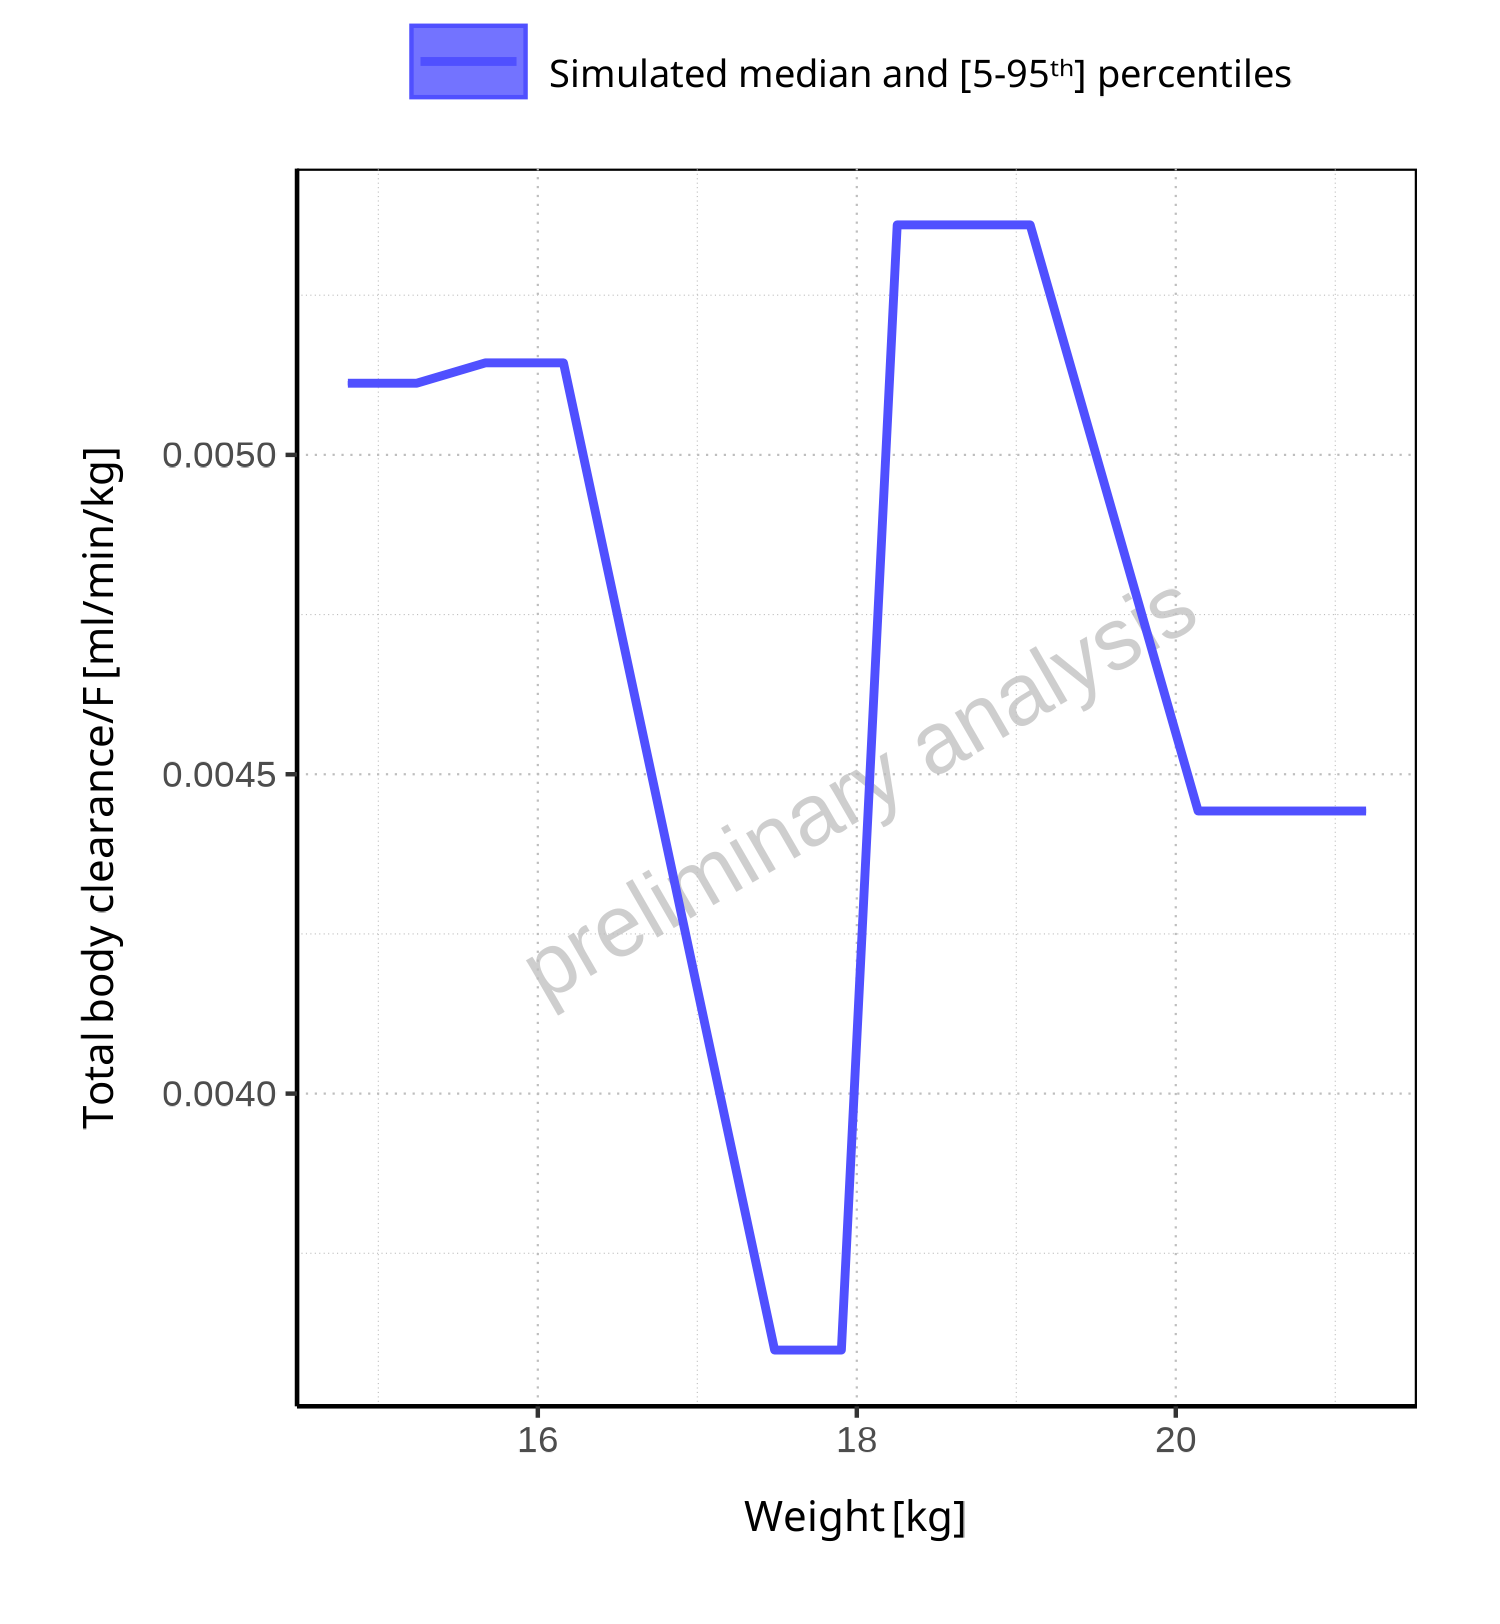 Simulated median and [5-95ᵗʰ] percentiles
Total body clearance/F [ml/min/kg]
0.0050
0.0045
0.0040
preliminary analysis
16 18 20
Weight [kg]